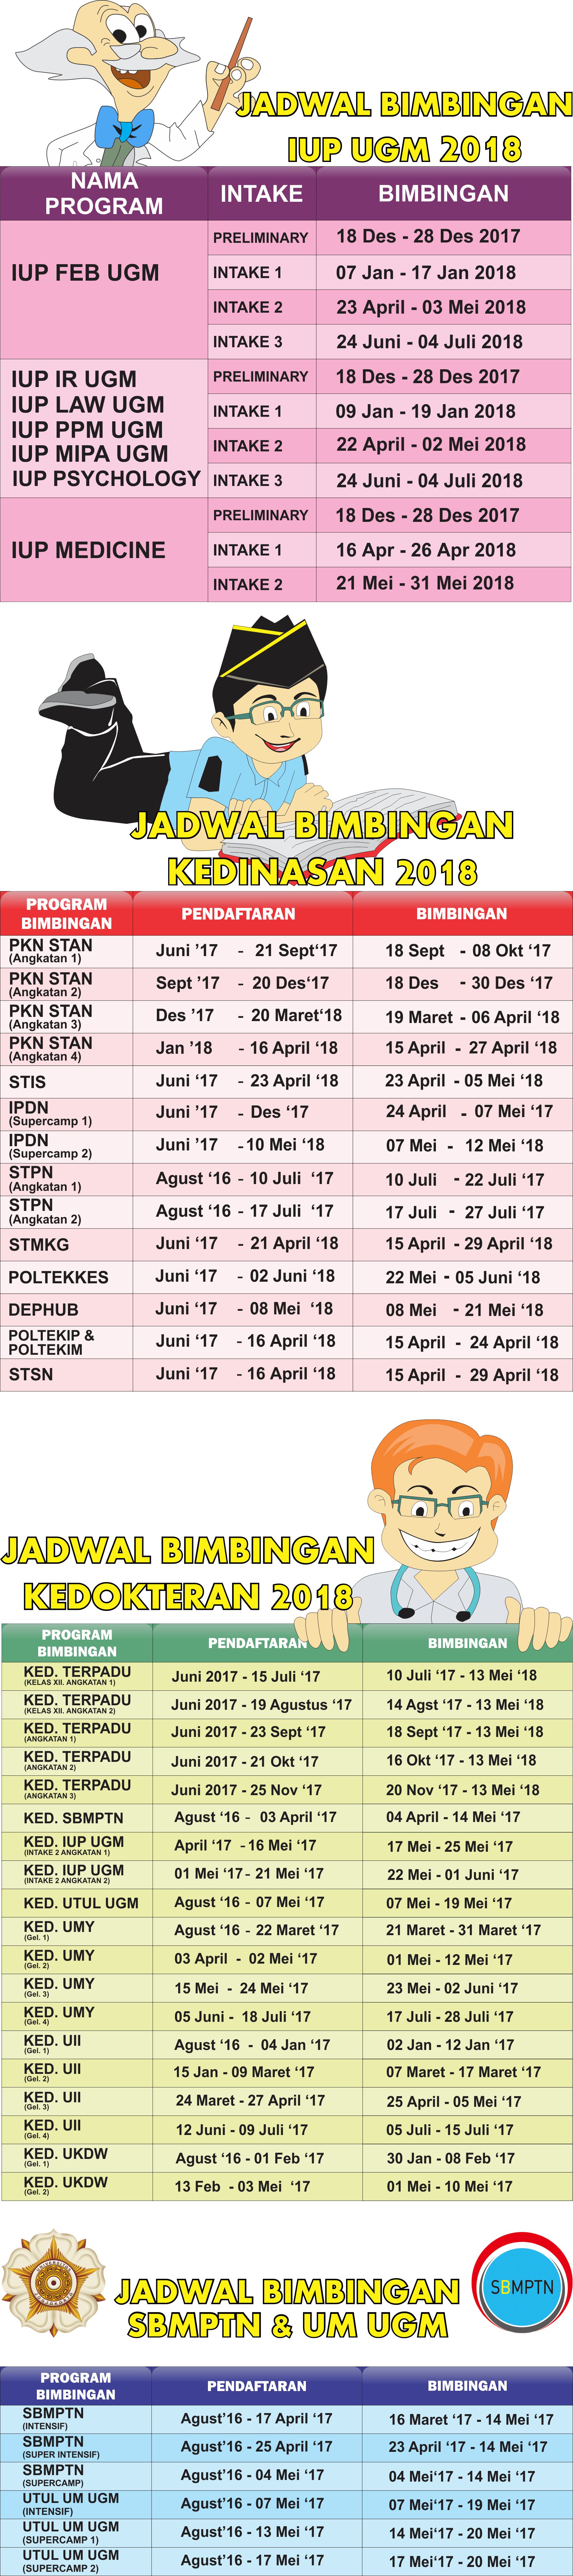 JADWAL BIMBINGAN
IUP UGM 2018
NAMA PROGRAM INTAKE BIMBINGAN
IUP FEB UGM
PRELIMINARY 18 Des - 28 Des 2017
INTAKE 1 07 Jan - 17 Jan 2018
INTAKE 2 23 April - 03 Mei 2018
INTAKE 3 24 Juni - 04 Juli 2018
IUP IR UGM
IUP LAW UGM
IUP PPM UGM
IUP MIPA UGM
IUP PSYCHOLOGY
PRELIMINARY 18 Des - 28 Des 2017
INTAKE 1 09 Jan - 19 Jan 2018
INTAKE 2 22 April - 02 Mei 2018
INTAKE 3 24 Juni - 04 Juli 2018
IUP MEDICINE
PRELIMINARY 18 Des - 28 Des 2017
INTAKE 1 16 Apr - 26 Apr 2018
INTAKE 2 21 Mei - 31 Mei 2018
JADWAL BIMBINGAN
KEDINASAN 2018
PROGRAM BIMBINGAN PENDAFTARAN BIMBINGAN
PKN STAN (Angkatan 1) Juni ’17 - 21 Sept‘17 18 Sept - 08 Okt ‘17
PKN STAN (Angkatan 2) Sept ’17 - 20 Des‘17 18 Des - 30 Des ‘17
PKN STAN (Angkatan 3) Des ’17 - 20 Maret‘18 19 Maret - 06 April ‘18
PKN STAN (Angkatan 4) Jan ’18 - 16 April ‘18 15 April - 27 April ‘18
STIS Juni ‘17 - 23 April ‘18 23 April - 05 Mei ‘18
IPDN (Supercamp 1) Juni ’17 - Des ‘17 24 April - 07 Mei ‘17
IPDN (Supercamp 2) Juni ’17 - 10 Mei ‘18 07 Mei - 12 Mei ‘18
STPN (Angkatan 1) Agust ‘16 - 10 Juli ‘17 10 Juli - 22 Juli ‘17
STPN (Angkatan 2) Agust ‘16 - 17 Juli ‘17 17 Juli - 27 Juli ‘17
STMKG Juni ‘17 - 21 April ‘18 15 April - 29 April ‘18
POLTEKKES Juni ‘17 - 02 Juni ‘18 22 Mei - 05 Juni ‘18
DEPHUB Juni ‘17 - 08 Mei ‘18 08 Mei - 21 Mei ‘18
POLTEKIP & POLTEKIM Juni ‘17 - 16 April ‘18 15 April - 24 April ‘18
STSN Juni ‘17 - 16 April ‘18 15 April - 29 April ‘18
JADWAL BIMBINGAN
KEDOKTERAN 2018
PROGRAM BIMBINGAN PENDAFTARAN BIMBINGAN
KED. TERPADU (KELAS XII. ANGKATAN 1) Juni 2017 - 15 Juli ‘17 10 Juli ‘17 - 13 Mei ‘18
KED. TERPADU (KELAS XII. ANGKATAN 2) Juni 2017 - 19 Agustus ‘17 14 Agst ‘17 - 13 Mei ‘18
KED. TERPADU (ANGKATAN 1) Juni 2017 - 23 Sept ‘17 18 Sept ‘17 - 13 Mei ‘18
KED. TERPADU (ANGKATAN 2) Juni 2017 - 21 Okt ‘17 16 Okt ‘17 - 13 Mei ‘18
KED. TERPADU (ANGKATAN 3) Juni 2017 - 25 Nov ‘17 20 Nov ‘17 - 13 Mei ‘18
KED. SBMPTN Agust ‘16 - 03 April ‘17 04 April - 14 Mei ‘17
KED. IUP UGM (INTAKE 2 ANGKATAN 1) April ‘17 - 16 Mei ‘17 17 Mei - 25 Mei ‘17
KED. IUP UGM (INTAKE 2 ANGKATAN 2) 01 Mei ‘17 - 21 Mei ‘17 22 Mei - 01 Juni ‘17
KED. UTUL UGM Agust ‘16 - 07 Mei ‘17 07 Mei - 19 Mei ‘17
KED. UMY (Gel. 1) Agust ‘16 - 22 Maret ‘17 21 Maret - 31 Maret ‘17
KED. UMY (Gel. 2) 03 April - 02 Mei ‘17 01 Mei - 12 Mei ‘17
KED. UMY (Gel. 3) 15 Mei - 24 Mei ‘17 23 Mei - 02 Juni ‘17
KED. UMY (Gel. 4) 05 Juni - 18 Juli ‘17 17 Juli - 28 Juli ‘17
KED. UII (Gel. 1) Agust ‘16 - 04 Jan ‘17 02 Jan - 12 Jan ‘17
KED. UII (Gel. 2) 15 Jan - 09 Maret ‘17 07 Maret - 17 Maret ‘17
KED. UII (Gel. 3) 24 Maret - 27 April ‘17 25 April - 05 Mei ‘17
KED. UII (Gel. 4) 12 Juni - 09 Juli ‘17 05 Juli - 15 Juli ‘17
KED. UKDW (Gel. 1) Agust ‘16 - 01 Feb ‘17 30 Jan - 08 Feb ‘17
KED. UKDW (Gel. 2) 13 Feb - 03 Mei ‘17 01 Mei - 10 Mei ‘17
JADWAL BIMBINGAN
SBMPTN & UM UGM
SBMPTN
PROGRAM BIMBINGAN PENDAFTARAN BIMBINGAN
SBMPTN (INTENSIF) Agust’16 - 17 April ‘17 16 Maret ‘17 - 14 Mei ‘17
SBMPTN (SUPER INTENSIF) Agust’16 - 25 April ‘17 23 April ‘17 - 14 Mei ‘17
SBMPTN (SUPERCAMP) Agust’16 - 04 Mei ‘17 04 Mei‘17 - 14 Mei ‘17
UTUL UM UGM (INTENSIF) Agust’16 - 07 Mei ‘17 07 Mei‘17 - 19 Mei ‘17
UTUL UM UGM (SUPERCAMP 1) Agust’16 - 13 Mei ‘17 14 Mei‘17 - 20 Mei ‘17
UTUL UM UGM (SUPERCAMP 2) Agust’16 - 17 Mei ‘17 17 Mei‘17 - 20 Mei ‘17